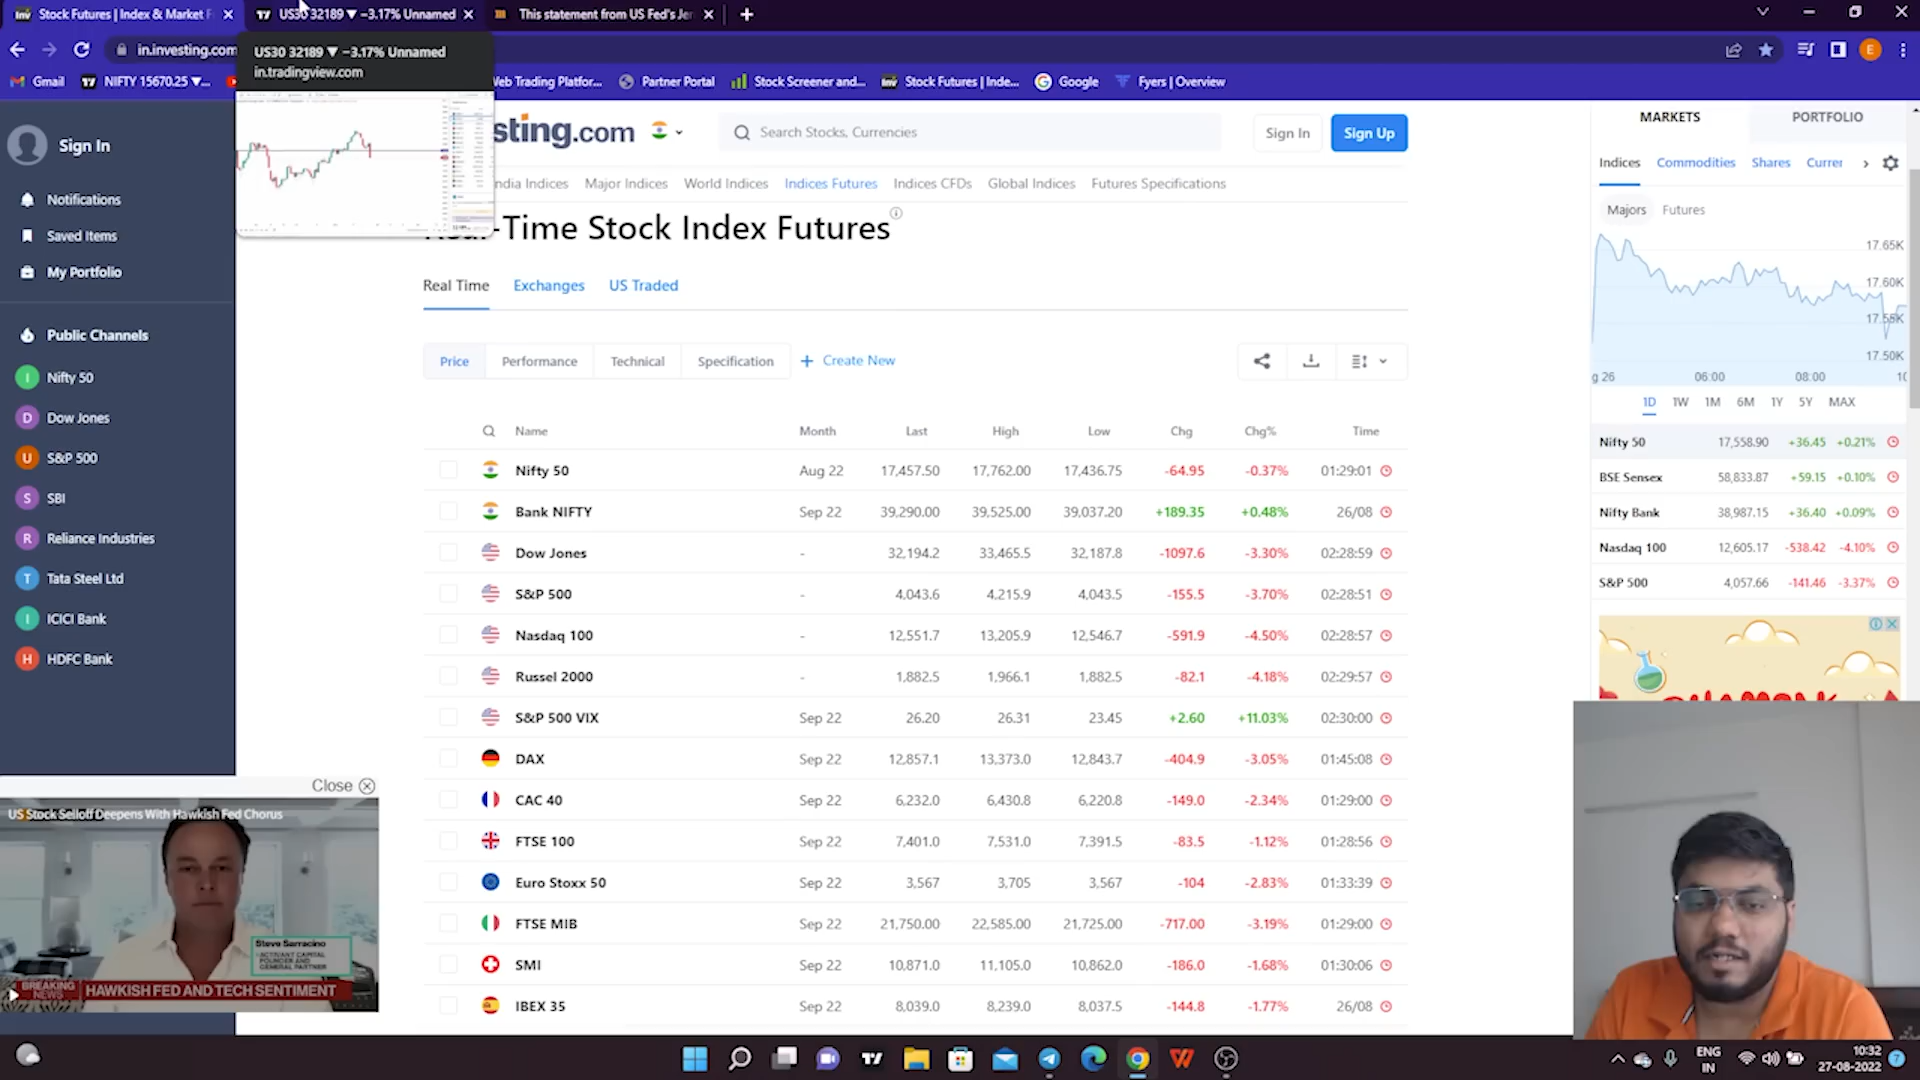 Stock Futures | Index & Market F
US30 32189 ▼ −3.17% Unnamed
This statement from US Fed's Jer
in.investing.com
US30 32189 ▼ −3.17% Unnamed
in.tradingview.com
Gmail
NIFTY 15670.25 ▼...
Web Trading Platfor...
Partner Portal
Stock Screener and...
Stock Futures | Inde...
Google
Fyers | Overview
Sign In
Notifications
Saved Items
My Portfolio
Public Channels
I Nifty 50
D Dow Jones
U S&P 500
S SBI
R Reliance Industries
T Tata Steel Ltd
I ICICI Bank
H HDFC Bank
sting.com
Search Stocks, Currencies
Sign In
Sign Up
ndia Indices Major Indices World Indices Indices Futures Indices CFDs Global Indices Futures Specifications
Real-Time Stock Index Futures
Real Time Exchanges US Traded
Price Performance Technical Specification + Create New
Name Month Last High Low Chg Chg% Time
Nifty 50 Aug 22 17,457.50 17,762.00 17,436.75 -64.95 -0.37% 01:29:01
Bank NIFTY Sep 22 39,290.00 39,525.00 39,037.20 +189.35 +0.48% 26/08
Dow Jones - 32,194.2 33,465.5 32,187.8 -1097.6 -3.30% 02:28:59
S&P 500 - 4,043.6 4,215.9 4,043.5 -155.5 -3.70% 02:28:51
Nasdaq 100 - 12,551.7 13,205.9 12,546.7 -591.9 -4.50% 02:28:57
Russel 2000 - 1,882.5 1,966.1 1,882.5 -82.1 -4.18% 02:29:57
S&P 500 VIX Sep 22 26.20 26.31 23.45 +2.60 +11.03% 02:30:00
DAX Sep 22 12,857.1 13,373.0 12,843.7 -404.9 -3.05% 01:45:08
CAC 40 Sep 22 6,232.0 6,430.8 6,220.8 -149.0 -2.34% 01:29:00
FTSE 100 Sep 22 7,401.0 7,531.0 7,391.5 -83.5 -1.12% 01:28:56
Euro Stoxx 50 Sep 22 3,567 3,705 3,567 -104 -2.83% 01:33:39
FTSE MIB Sep 22 21,750.00 22,585.00 21,725.00 -717.00 -3.19% 01:29:00
SMI Sep 22 10,871.0 11,105.0 10,862.0 -186.0 -1.68% 01:30:06
IBEX 35 Sep 22 8,039.0 8,239.0 8,037.5 -144.8 -1.77% 26/08
MARKETS PORTFOLIO
Indices Commodities Shares Currer
Majors Futures
17.65K
17.60K
17.55K
17.50K
g 26 06:00 08:00 10
1D 1W 1M 6M 1Y 5Y MAX
Nifty 50 17,558.90 +36.45 +0.21%
BSE Sensex 58,833.87 +59.15 +0.10%
Nifty Bank 38,987.15 +36.40 +0.09%
Nasdaq 100 12,605.17 -538.42 -4.10%
S&P 500 4,057.66 -141.46 -3.37%
Close
US Stock Selloff Deepens With Hawkish Fed Chorus
Steve Sarracino
ACTIVANT CAPITAL
FOUNDER AND
GENERAL PARTNER
BREAKING
NEWS
HAWKISH FED AND TECH SENTIMENT
ENG
IN
10:32
27-08-2022
7